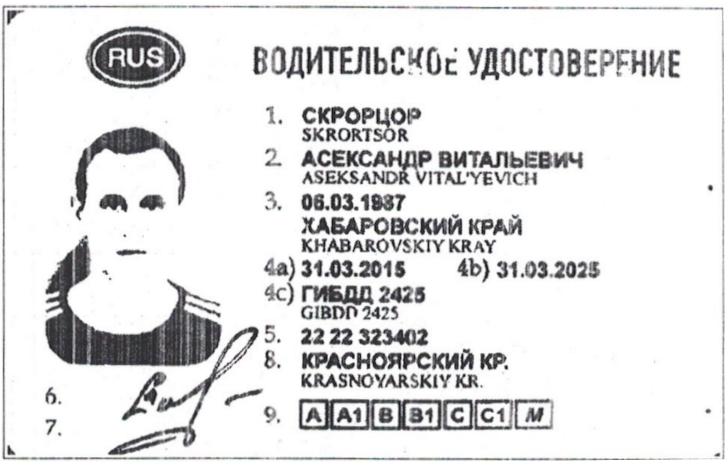 RUS
ВОДИТЕЛЬСКОЕ УДОСТОВЕРЕНИЕ
1. СКРОРЦОР
SKRORTSOR
2. АСЕКСАНДР ВИТАЛЬЕВИЧ
ASEKSANDR VITAL'YEVICH
3. 06.03.1987
ХАБАРОВСКИЙ КРАЙ
KHABAROVSKIY KRAY
4a) 31.03.2015 4b) 31.03.2025
4c) ГИБДД 2425
GIBDD 2425
5. 22 22 323402
8. КРАСНОЯРСКИЙ КР.
KRASNOYARSKIY KR.
6.
7.
9. A A1 B B1 C C1 M